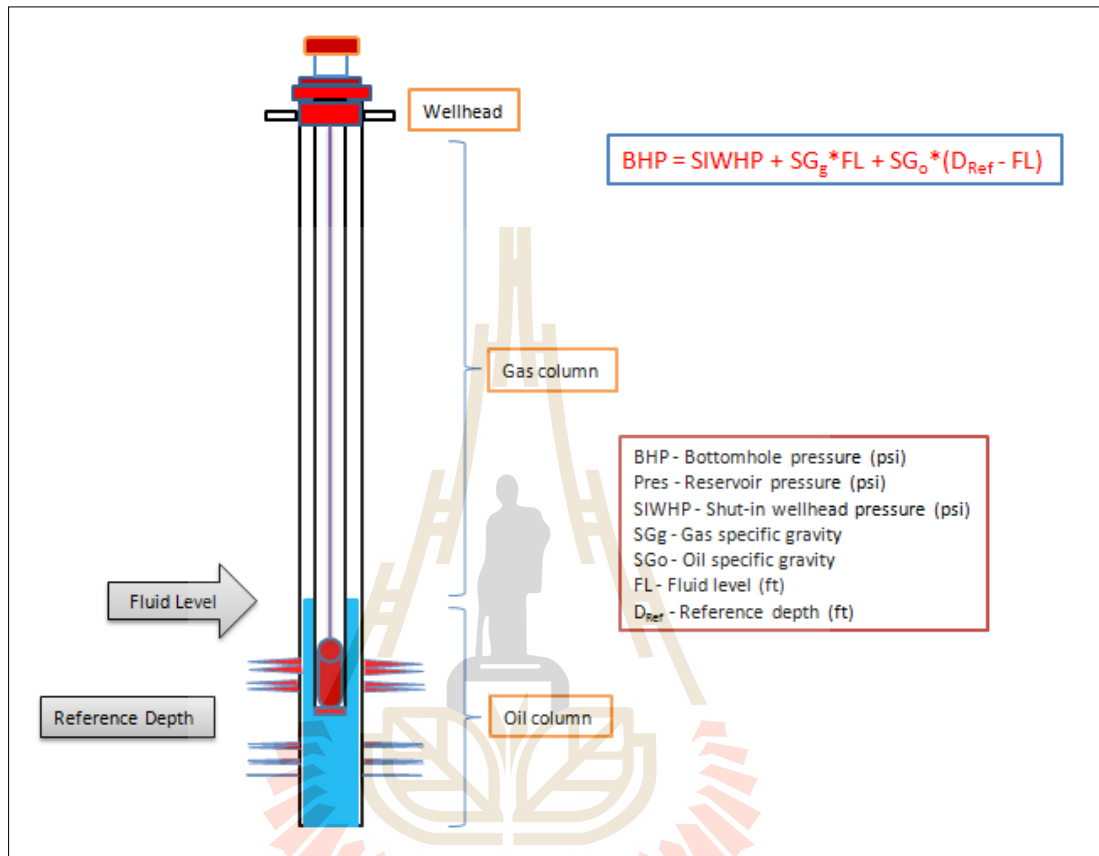 Wellhead
BHP = SIWHP + SGg*FL + SGo*(DRef - FL)
Gas column
BHP - Bottomhole pressure (psi)
Pres - Reservoir pressure (psi)
SIWHP - Shut-in wellhead pressure (psi)
SGg - Gas specific gravity
SGo - Oil specific gravity
FL - Fluid level (ft)
DRef - Reference depth (ft)
Fluid Level
Reference Depth
Oil column